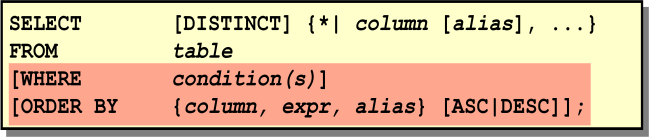 SELECT [DISTINCT] {*| column [alias], ...}
FROM table
[WHERE condition(s)]
[ORDER BY {column, expr, alias} [ASC|DESC]];